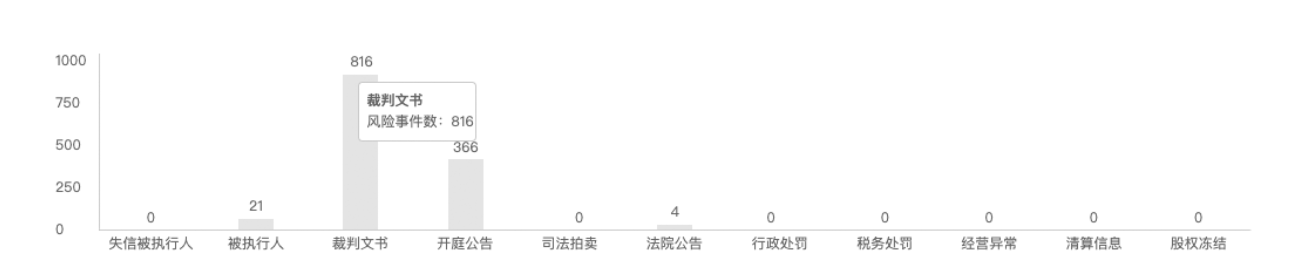 1000
750
500
250
0
816
裁判文书
风险事件数：816
366
0
21
0
4
0
0
0
0
0
失信被执行人
被执行人
裁判文书
开庭公告
司法拍卖
法院公告
行政处罚
税务处罚
经营异常
清算信息
股权冻结